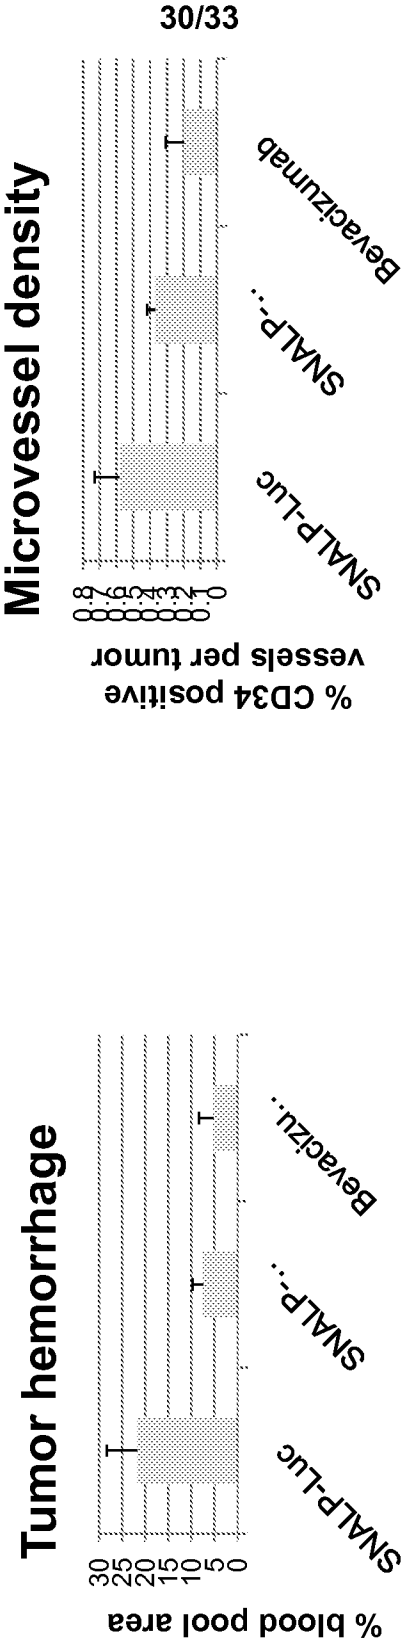 30/33
Tumor hemorrhage
% blood pool area
30
25
20
15
10
5
0
SNALP-Luc
SNALP-..
Bevacizu..
Microvessel density
% CD34 positive
vessels per tumor
0.8
0.7
0.6
0.5
0.4
0.3
0.2
0.1
0
SNALP-Luc
SNALP-..
Bevacizumab